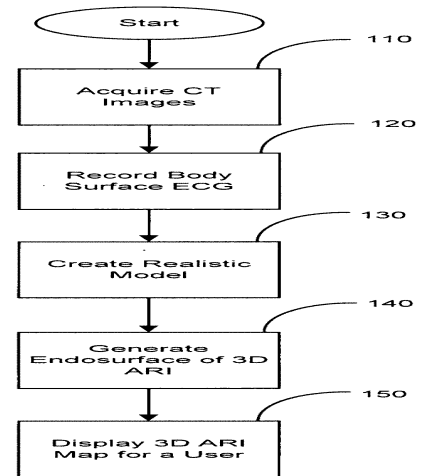 Start
110
Acquire CT
Images
120
Record Body
Surface ECG
130
Create Realistic
Model
140
Generate
Endosurface of 3D
ARI
150
Display 3D ARI
Map for a User